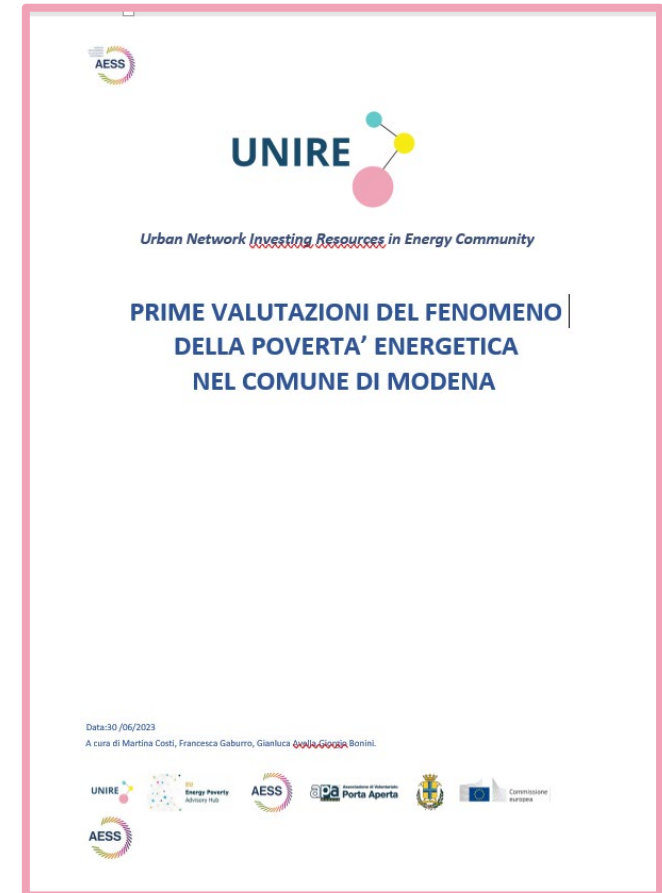 AESS
UNIRE
Urban Network Investing Resources in Energy Community
PRIME VALUTAZIONI DEL FENOMENO
DELLA POVERTA' ENERGETICA
NEL COMUNE DI MODENA
Data:30 /06/2023
A cura di Martina Costi, Francesca Gaburro, Gianluca Avella,Giorgio Bonini.
UNIRE
EU
Energy Poverty
Advisory Hub
AESS
apa
Associazione di Volontariato
Porta Aperta
Commissione
europea
AESS